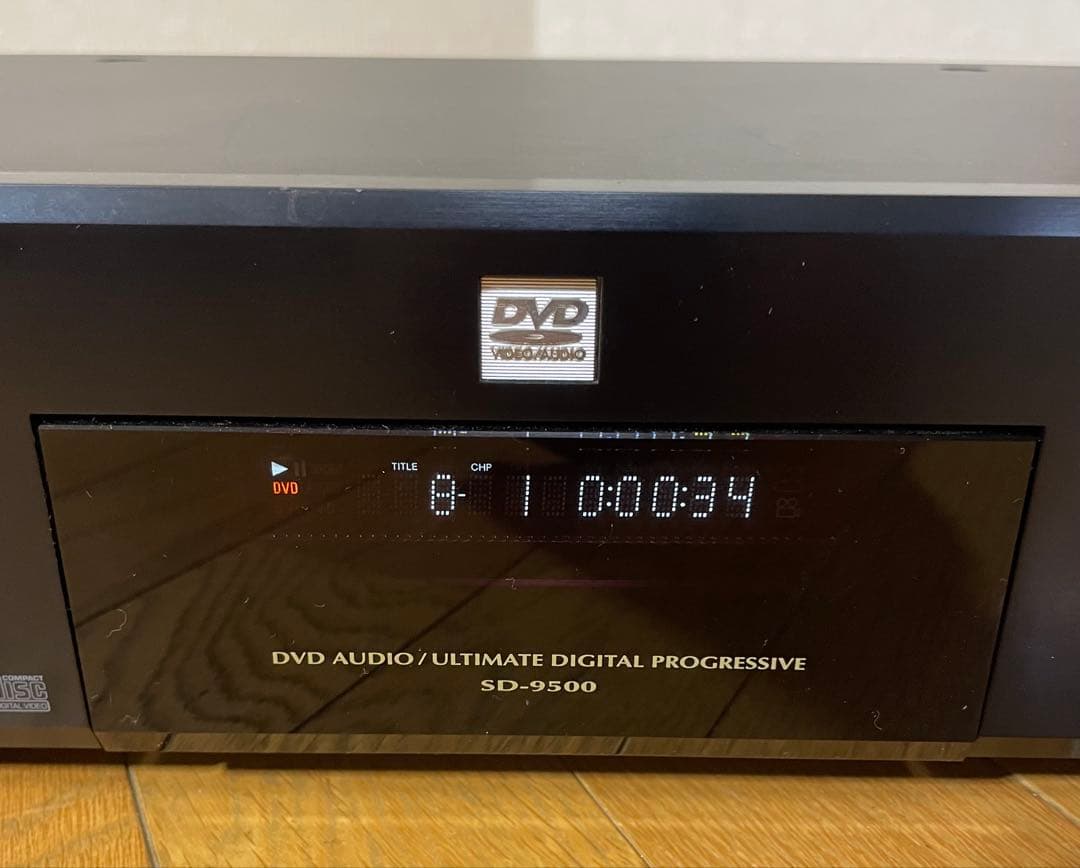 DVD
VIDEO/AUDIO
TITLE CHP
DVD 8- 1 0:00:34
DVD AUDIO/ULTIMATE DIGITAL PROGRESSIVE
SD-9500
COMPACT
disc
DIGITAL VIDEO